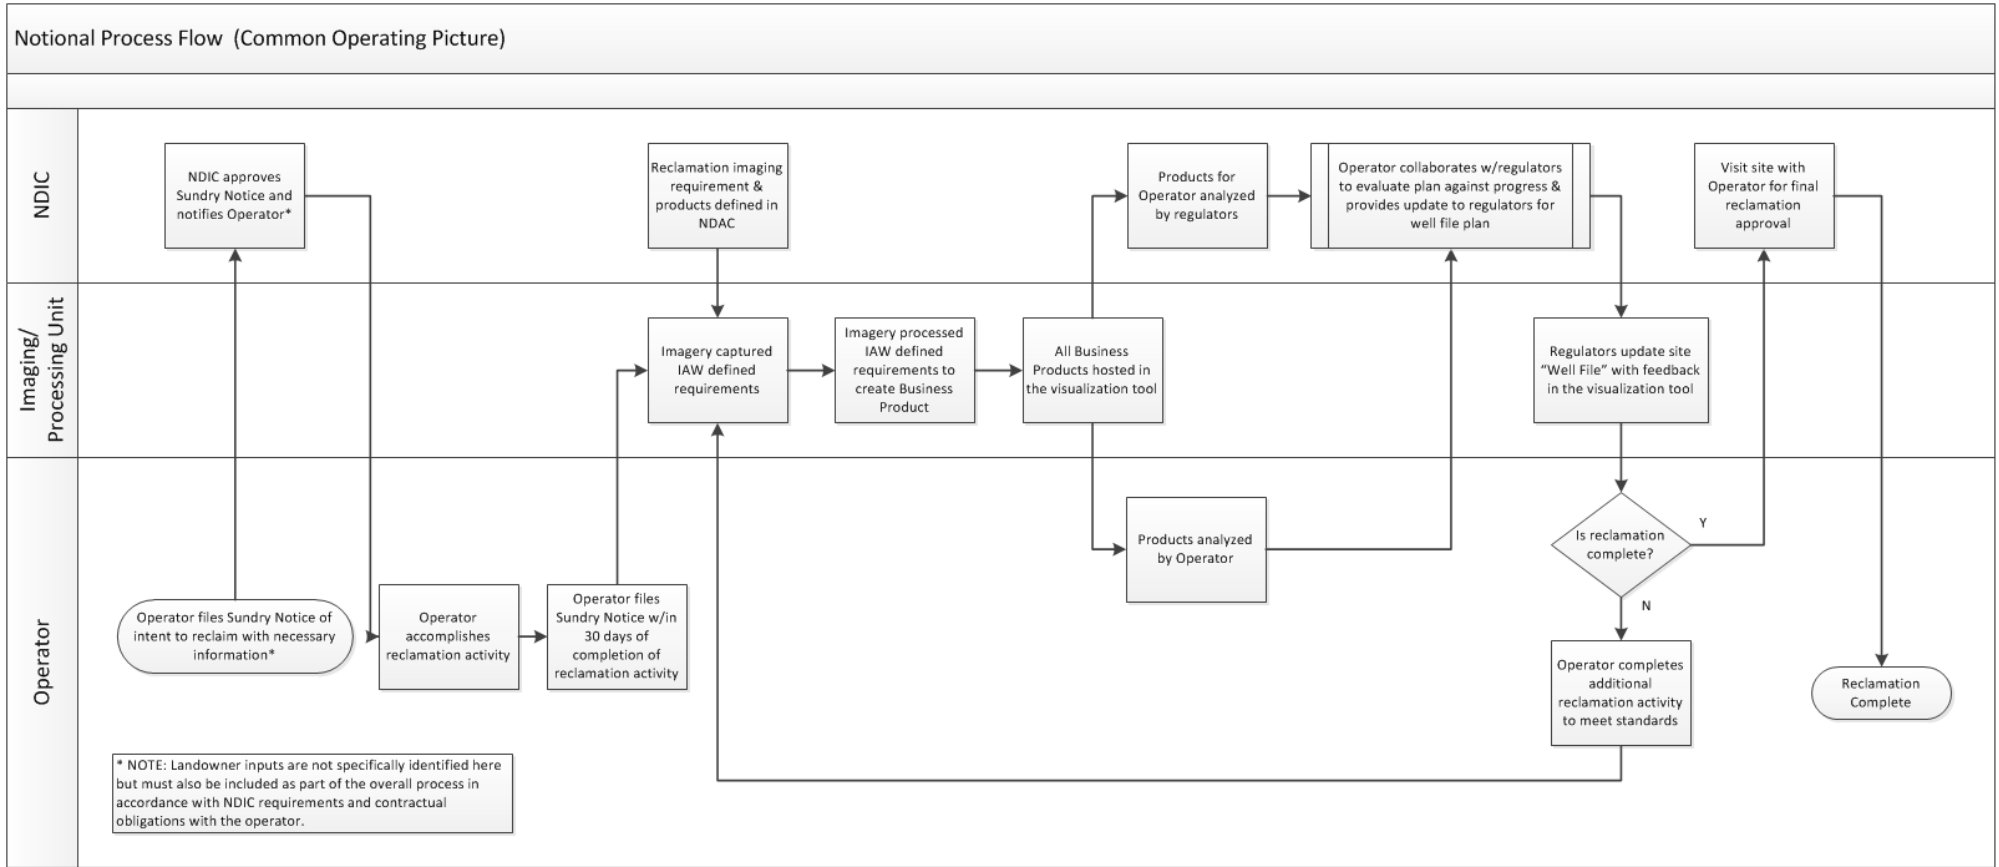 Notional Process Flow  (Common Operating Picture)
NDIC
NDIC approves
Sundry Notice and
notifies Operator*
Reclamation imaging
requirement &
products defined in
NDAC
Products for
Operator analyzed
by regulators
Operator collaborates w/regulators
to evaluate plan against progress &
provides update to regulators for
well file plan
Visit site with
Operator for final
reclamation
approval
Imaging/
Processing Unit
Imagery captured
IAW defined
requirements
Imagery processed
IAW defined
requirements to
create Business
Product
All Business
Products hosted in
the visualization tool
Regulators update site
“Well File” with feedback
in the visualization tool
Operator
Operator files Sundry Notice of
intent to reclaim with necessary
information*
Operator
accomplishes
reclamation activity
Operator files
Sundry Notice w/in
30 days of
completion of
reclamation activity
Products analyzed
by Operator
Is reclamation
complete?
Y
N
Operator completes
additional
reclamation activity
to meet standards
Reclamation
Complete
* NOTE: Landowner inputs are not specifically identified here
but must also be included as part of the overall process in
accordance with NDIC requirements and contractual
obligations with the operator.